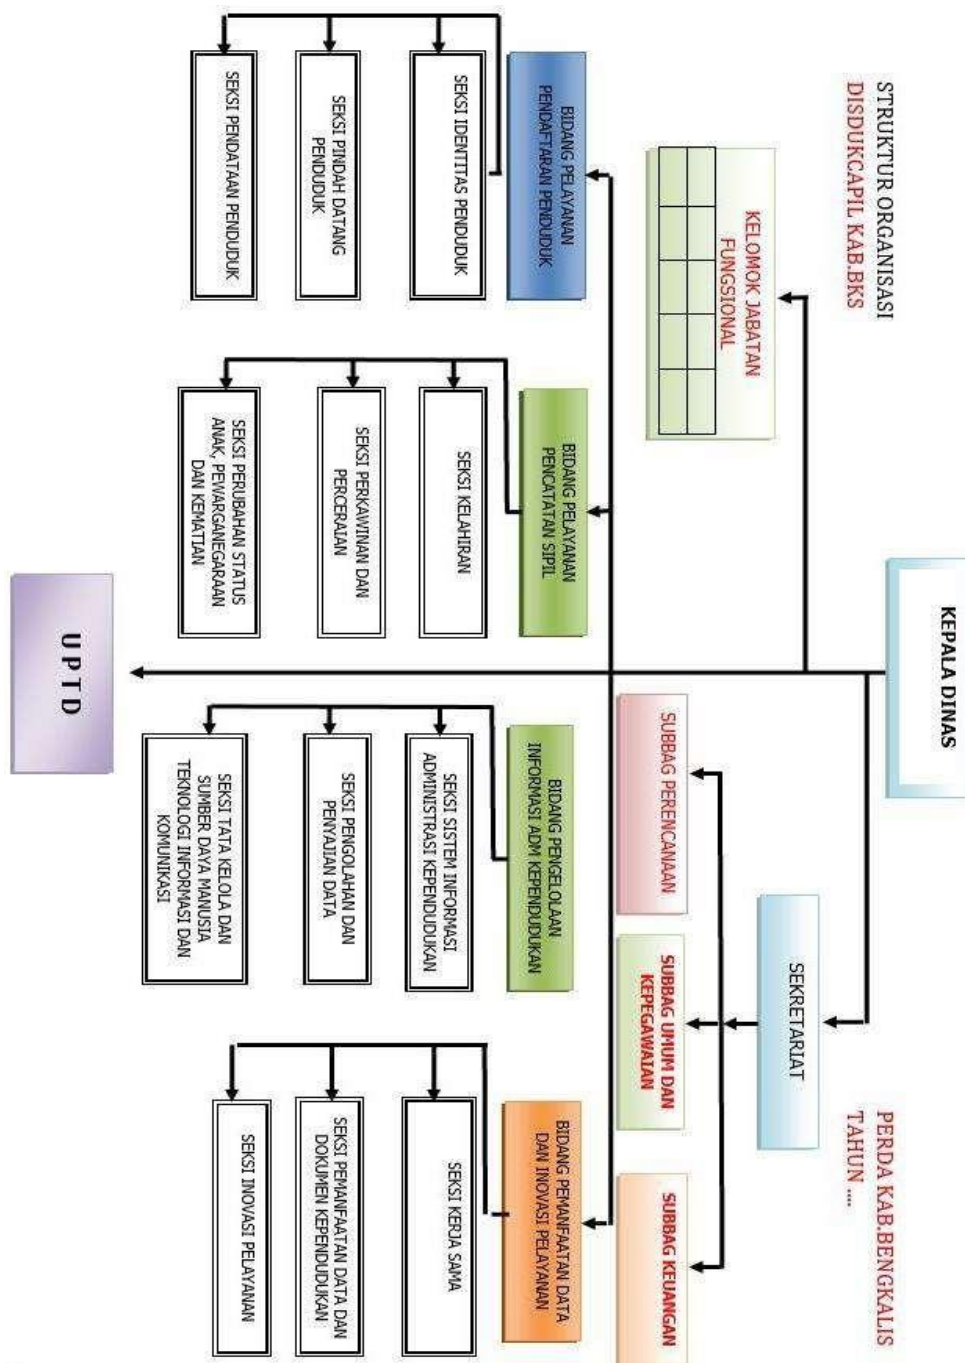 STRUKTUR ORGANISASI
DISDUKCAPIL KAB.BKS
PERDA KAB.BENGKALIS
TAHUN ....
KEPALA DINAS
KELOMOK JABATAN
FUNGSIONAL
SEKRETARIAT
SUBBAG PERENCANAAN
SUBBAG UMUM DAN
KEPEGAWAIAN
SUBBAG KEUANGAN
BIDANG PELAYANAN
PENDAFTARAN PENDUDUK
SEKSI IDENTITAS PENDUDUK
SEKSI PINDAH DATANG
PENDUDUK
SEKSI PENDATAAN PENDUDUK
BIDANG PELAYANAN
PENCATATAN SIPIL
SEKSI KELAHIRAN
SEKSI PERKAWINAN DAN
PERCERAIAN
SEKSI PERUBAHAN STATUS
ANAK, PEWARGANEGARAAN
DAN KEMATIAN
BIDANG PENGELOLAAN
INFORMASI ADM KEPENDUDUKAN
SEKSI SISTEM INFORMASI
ADMINISTRASI KEPENDUDUKAN
SEKSI PENGOLAHAN DAN
PENYAJIAN DATA
SEKSI TATA KELOLA DAN
SUMBER DAYA MANUSIA
TEKNOLOGI INFORMASI DAN
KOMUNIKASI
BIDANG PEMANFAATAN DATA
DAN INOVASI PELAYANAN
SEKSI KERJA SAMA
SEKSI PEMANFAATAN DATA DAN
DOKUMEN KEPENDUDUKAN
SEKSI INOVASI PELAYANAN
U P T D